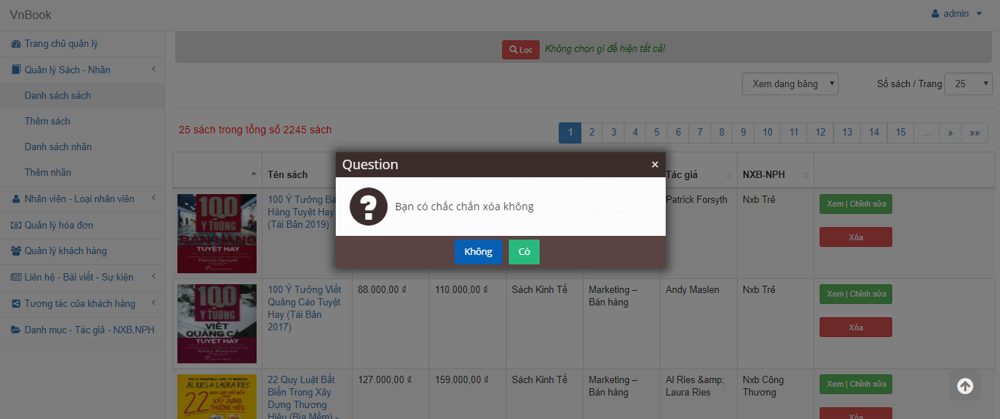 VnBook
admin
Trang chủ quản lý
Quản lý Sách - Nhãn
Danh sách sách
Thêm sách
Danh sách nhãn
Thêm nhãn
Nhân viên - Loại nhân viên
Quản lý hóa đơn
Quản lý khách hàng
Liên hệ - Bài viết - Sự kiện
Tương tác của khách hàng
Danh mục - Tác giả - NXB,NPH
Lọc Không chọn gì để hiện tất cả!
Xem dạng bảng Số sách / Trang 25
25 sách trong tổng số 2245 sách
1 2 3 4 5 6 7 8 9 10 11 12 13 14 15 ... » »»
Question ×
Bạn có chắc chắn xóa không
Không Có
Tên sách Tác giả NXB-NPH
100 Ý TƯỞNG
BÁN HÀNG
TUYỆT HAY
Patrick Forsyth
100 Ý Tưởng Bá
Hàng Tuyệt Hay
(Tái Bản 2019)
Patrick Forsyth
Nxb Trẻ
Xem | Chỉnh sửa
Xóa
100 Ý TƯỞNG
VIẾT
QUẢNG CÁ
TUYỆT HAY
Andy Maslen
100 Ý Tưởng Viết
Quảng Cáo Tuyệt
Hay (Tái Bản
2017)
88.000,00 ₫
110.000,00 ₫
Sách Kinh Tế
Marketing –
Bán hàng
Andy Maslen
Nxb Trẻ
Xem | Chỉnh sửa
Xóa
AL RIES & LAURA RIES
22 QUY LUẬT BẤT BIẾN
XÂY DỰNG
THƯƠNG HIỆU
22 Quy Luật Bất
Biến Trong Xây
Dựng Thương
Hiệu (Bìa Mềm) -
127.000,00 ₫
159.000,00 ₫
Sách Kinh Tế
Marketing –
Bán hàng
Al Ries &amp;
Laura Ries
Nxb Công
Thương
Xem | Chỉnh sửa
Xóa